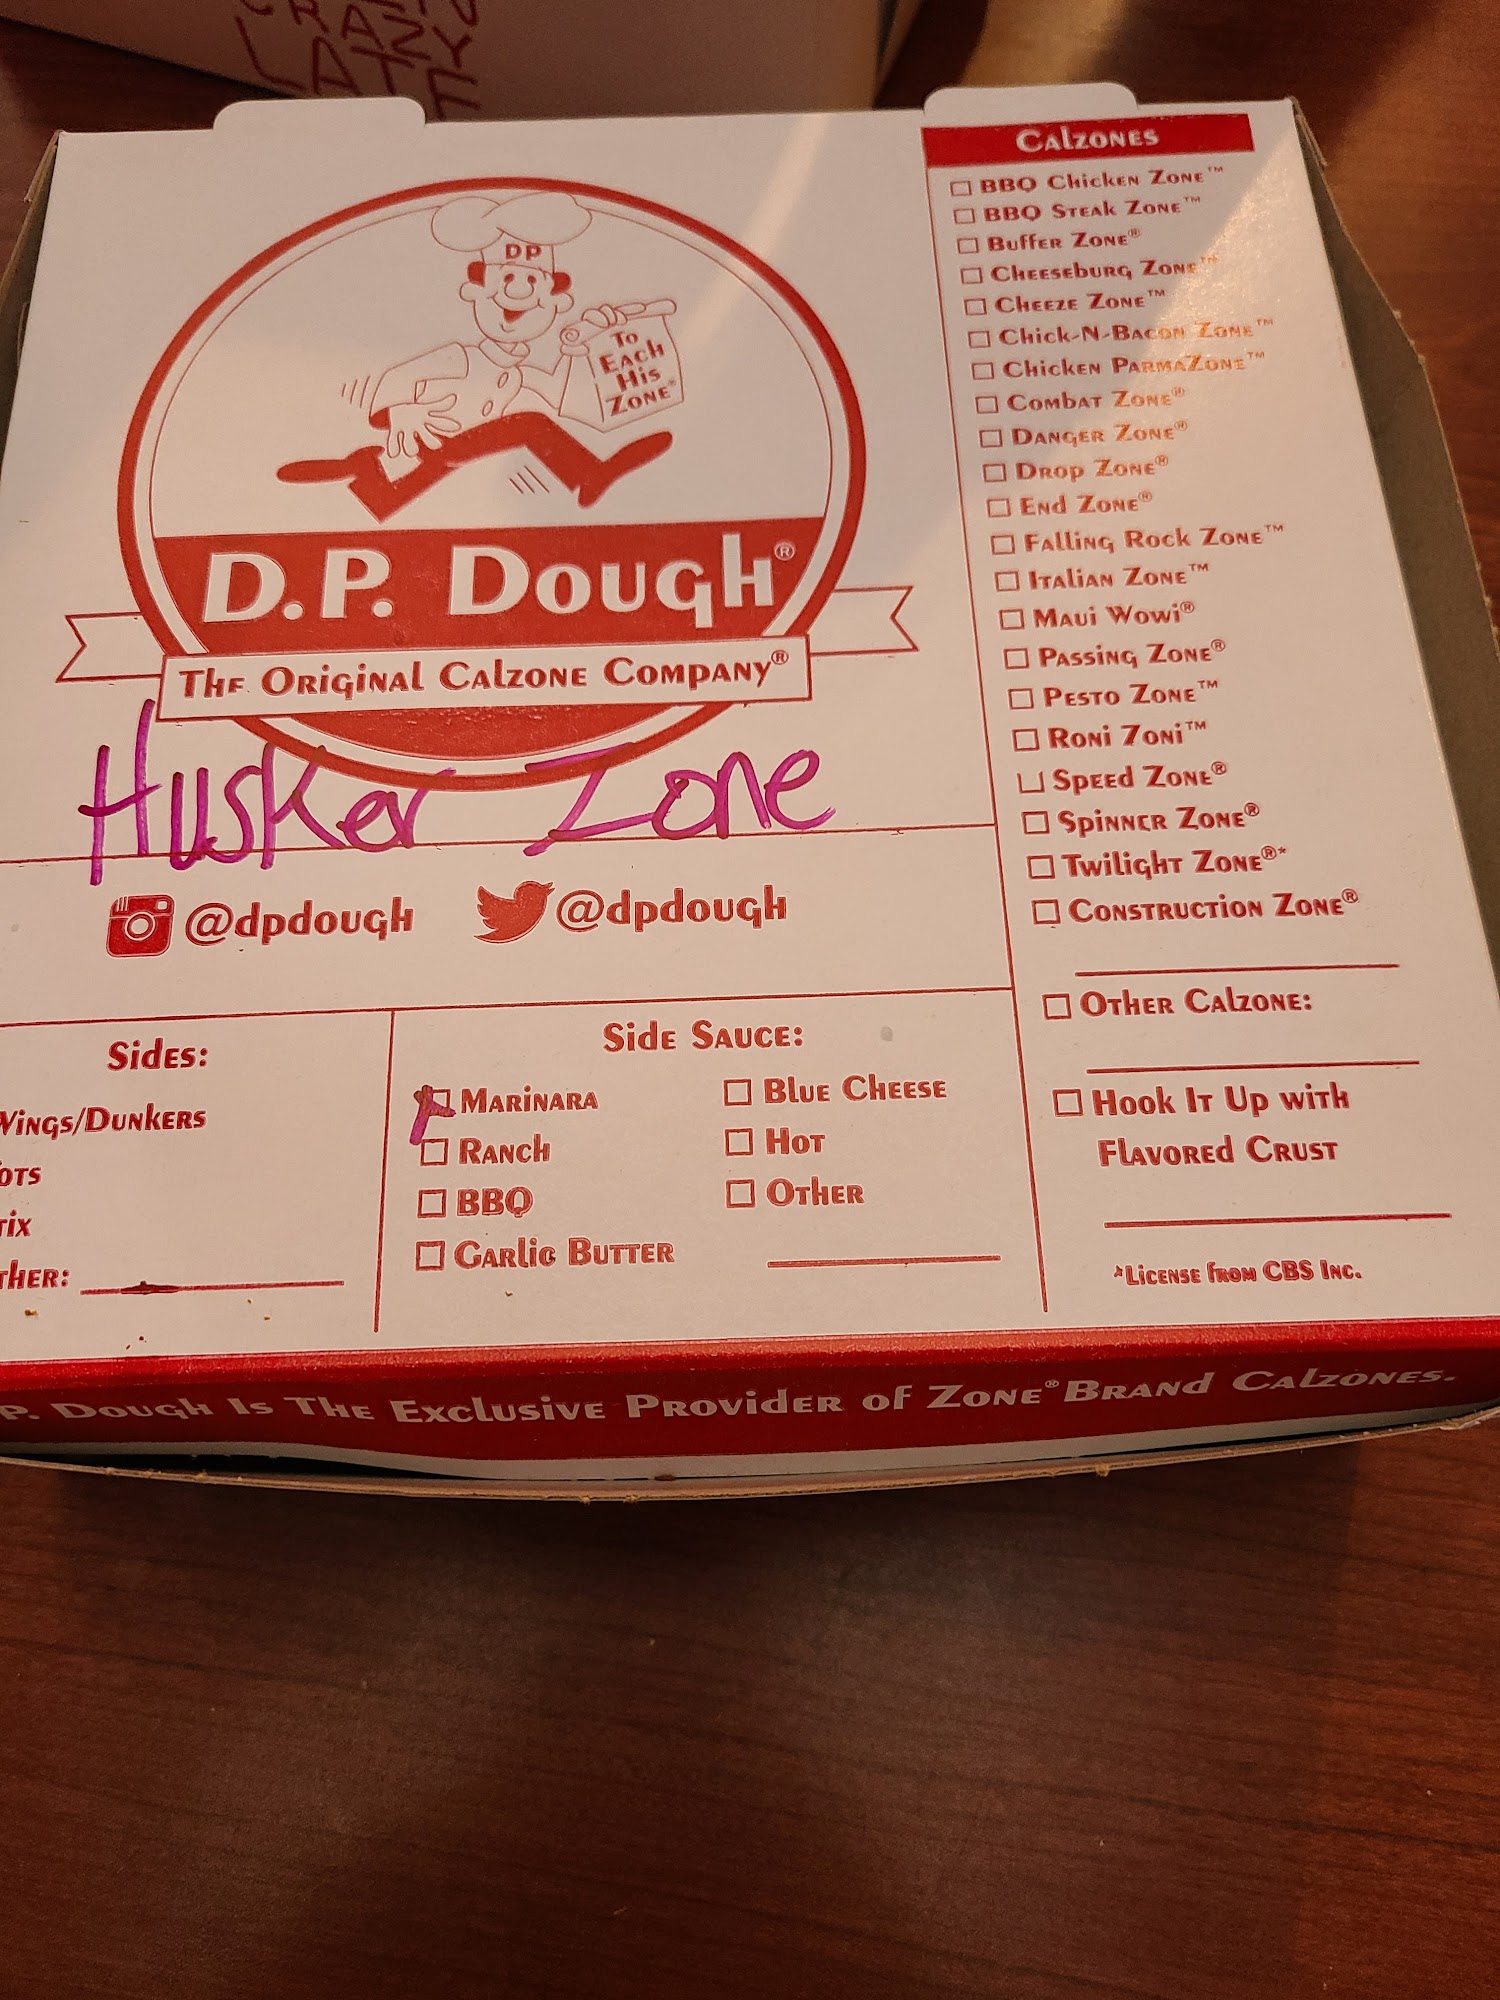 CRAZY
LATE
DP
To
Each
His
Zone®
D.P. Dough®
The Original Calzone Company®
Husker Zone
@dpdough
@dpdough
Sides:
Wings/Dunkers
Other:
Side Sauce:
Marinara
Ranch
BBQ
Garlic Butter
Blue Cheese
Hot
Other
Calzones
BBQ Chicken Zone™
BBQ Steak Zone™
Buffer Zone®
Cheeseburg Zone™
Cheeze Zone™
Chick-N-Bacon Zone™
Chicken ParmaZone™
Combat Zone®
Danger Zone®
Drop Zone®
End Zone®
Falling Rock Zone™
Italian Zone™
Maui Wowi®
Passing Zone®
Pesto Zone™
Roni Zoni™
Speed Zone®
Spinner Zone®
Twilight Zone®*
Construction Zone®
Other Calzone:
Hook It Up with
Flavored Crust
*License from CBS Inc.
P. Dough Is The Exclusive Provider of Zone® Brand Calzones.